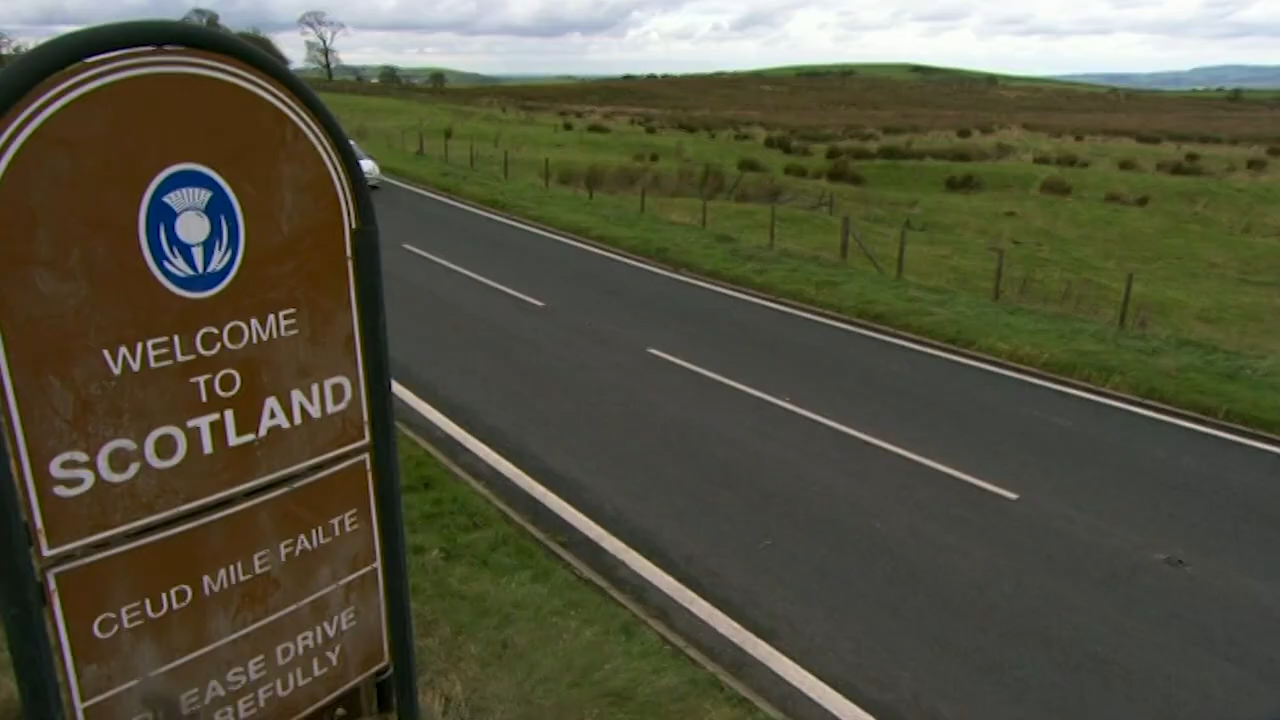 WELCOME
TO
SCOTLAND
CEUD MILE FAILTE
EASE DRIVE
REFULLY